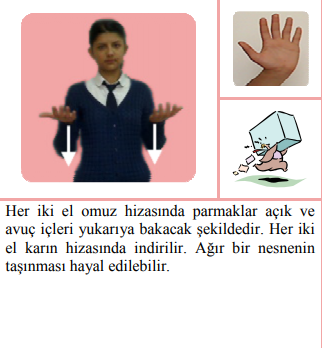 Her iki el omuz hizasında parmaklar açık ve
avuç içleri yukarıya bakacak şekildedir. Her iki
el karın hizasında indirilir. Ağır bir nesnenin
taşınması hayal edilebilir.